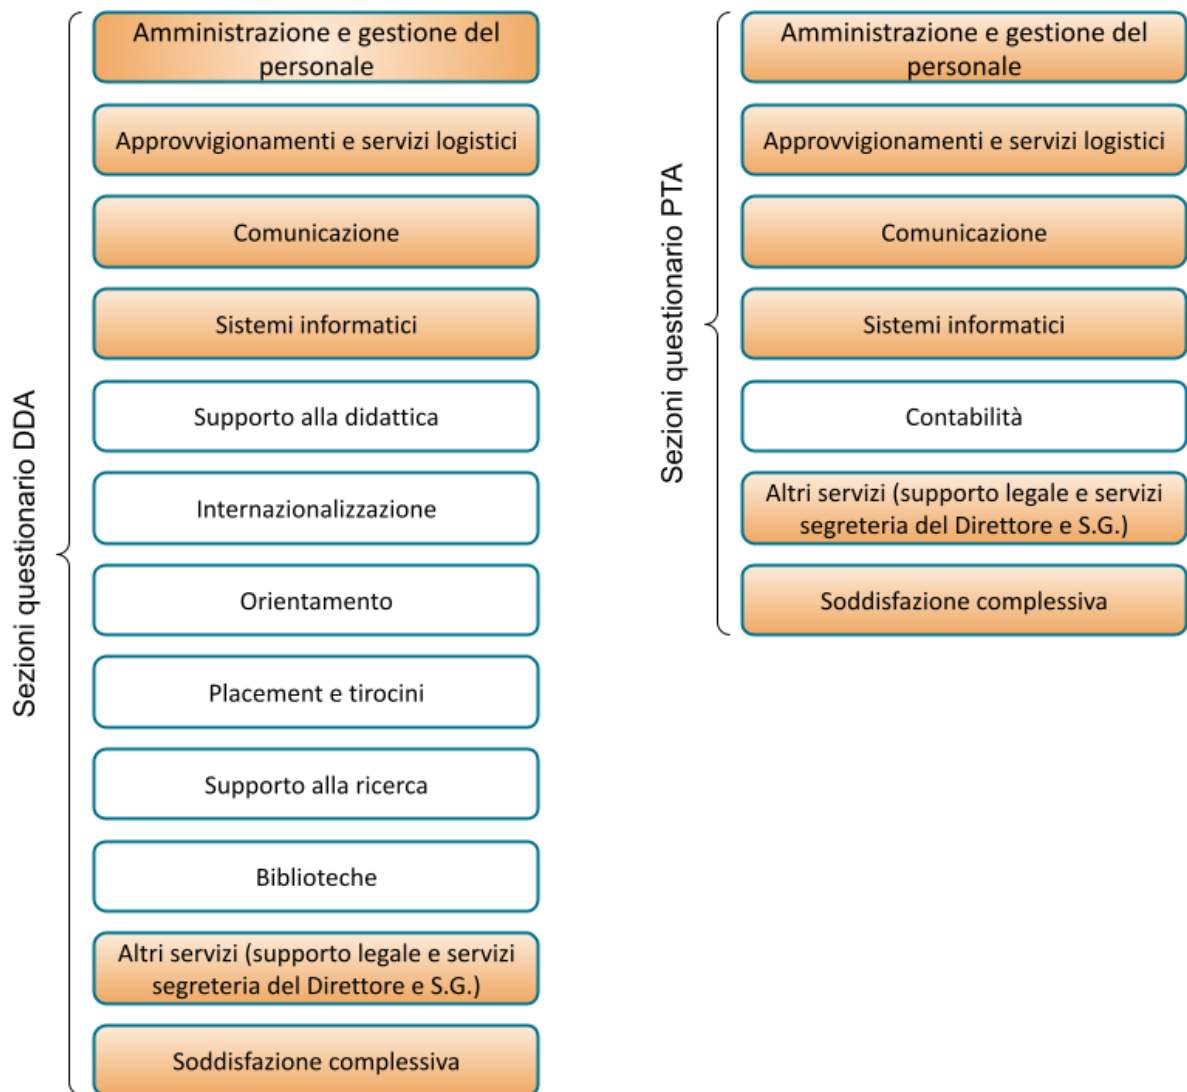 Sezioni questionario DDA
Amministrazione e gestione del
personale
Approvvigionamenti e servizi logistici
Comunicazione
Sistemi informatici
Supporto alla didattica
Internazionalizzazione
Orientamento
Placement e tirocini
Supporto alla ricerca
Biblioteche
Altri servizi (supporto legale e servizi
segreteria del Direttore e S.G.)
Soddisfazione complessiva
Sezioni questionario PTA
Amministrazione e gestione del
personale
Approvvigionamenti e servizi logistici
Comunicazione
Sistemi informatici
Contabilità
Altri servizi (supporto legale e servizi
segreteria del Direttore e S.G.)
Soddisfazione complessiva